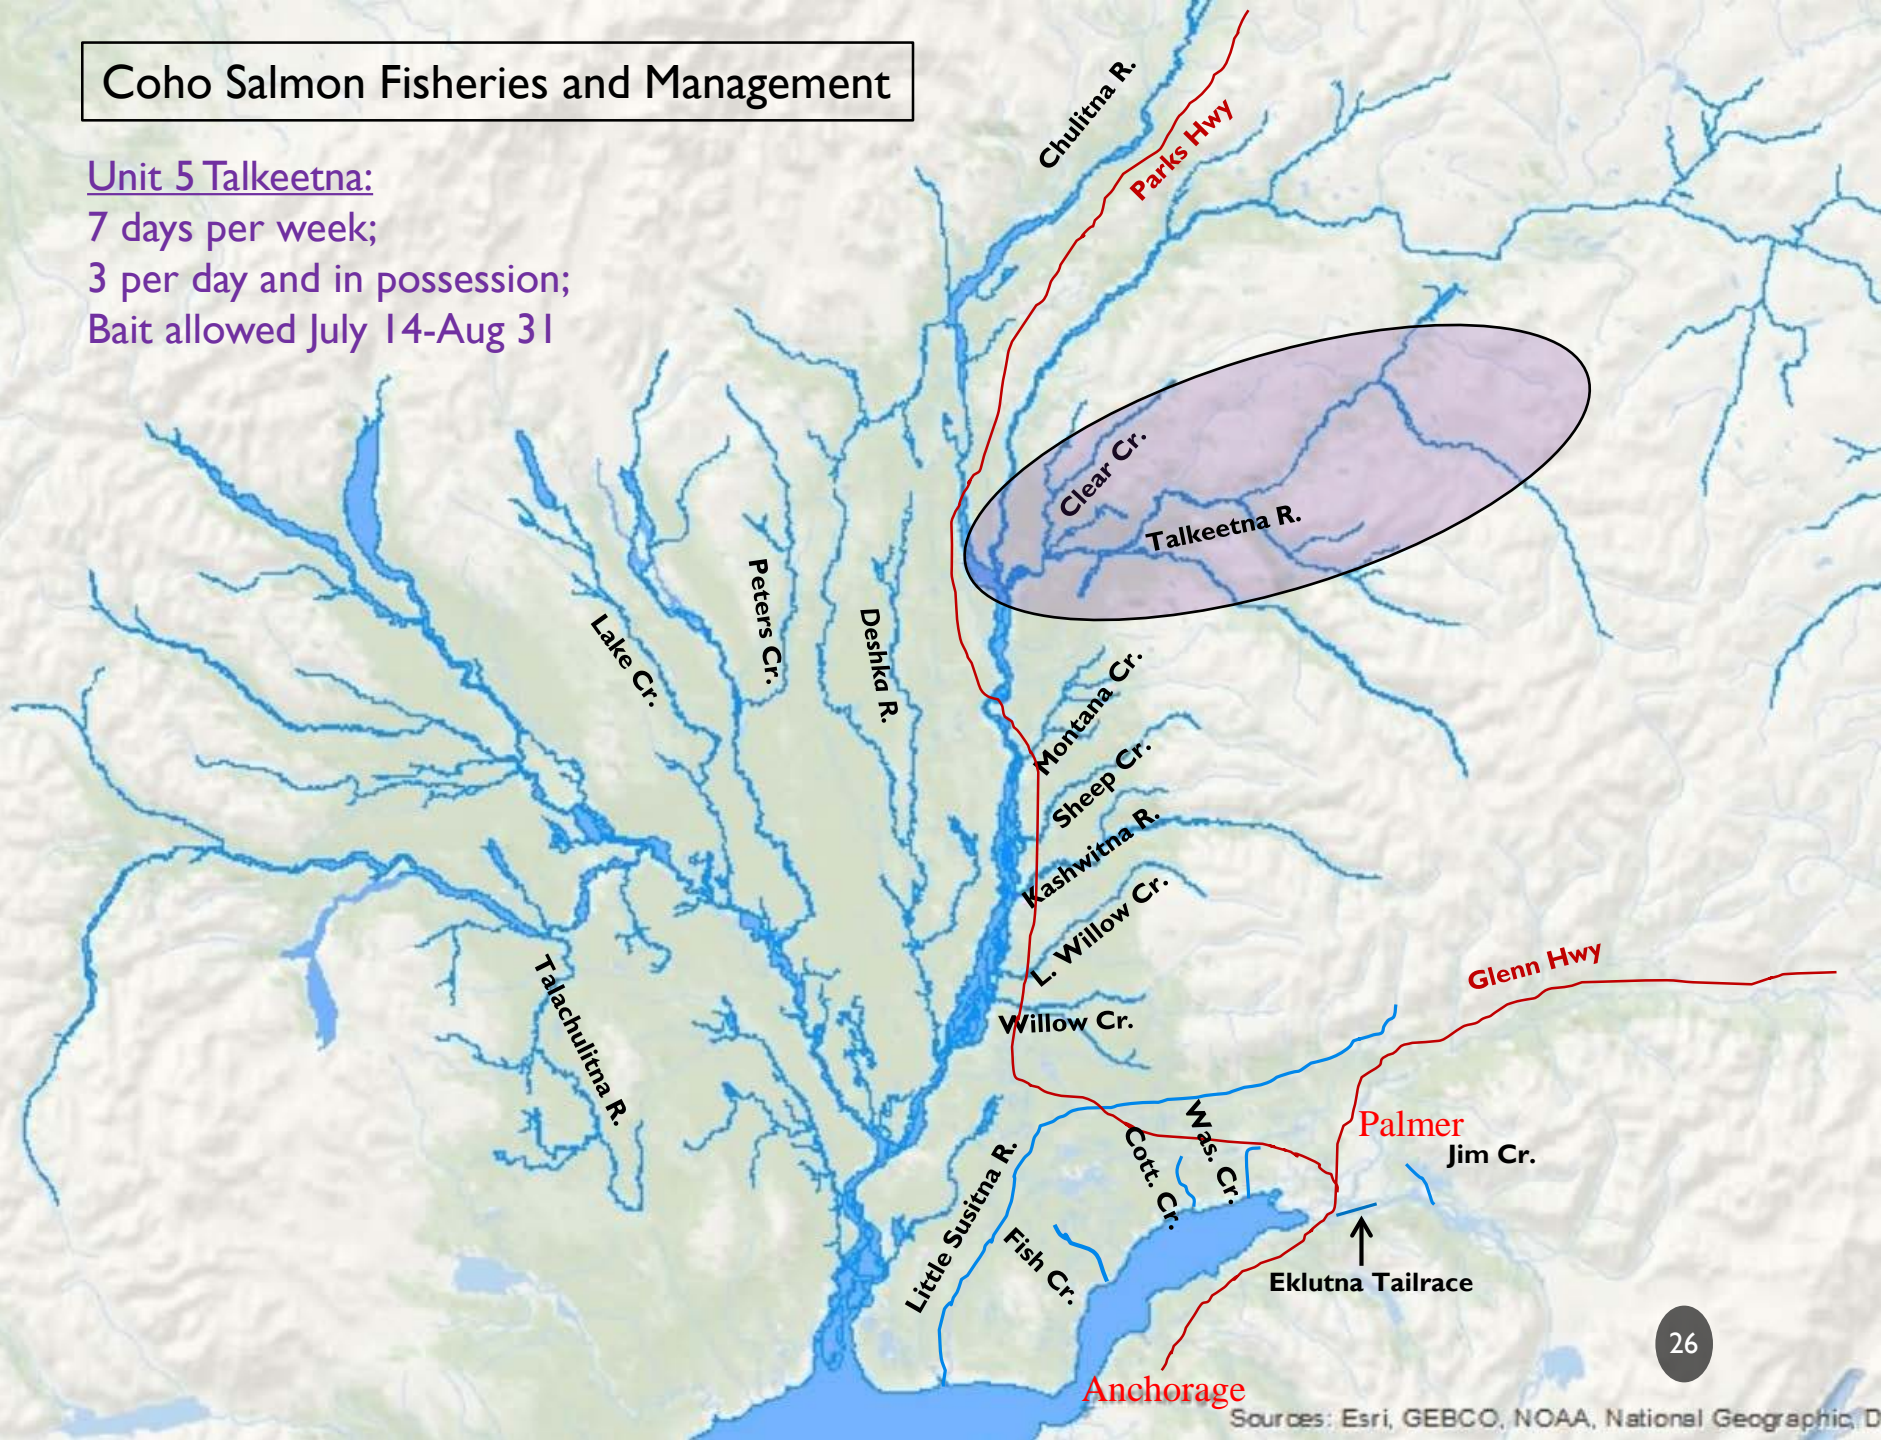 Coho Salmon Fisheries and Management
Unit 5 Talkeetna:
7 days per week;
3 per day and in possession;
Bait allowed July 14-Aug 31
Chulitna R.
Parks Hwy
Clear Cr.
Talkeetna R.
Peters Cr.
Deshka R.
Lake Cr.
Montana Cr.
Sheep Cr.
Kashwitna R.
L. Willow Cr.
Willow Cr.
Glenn Hwy
Talachulitna R.
Palmer
Jim Cr.
Was. Cr.
Cott. Cr.
Little Susitna R.
Fish Cr.
Eklutna Tailrace
26
Anchorage
Sources: Esri, GEBCO, NOAA, National Geographic, D